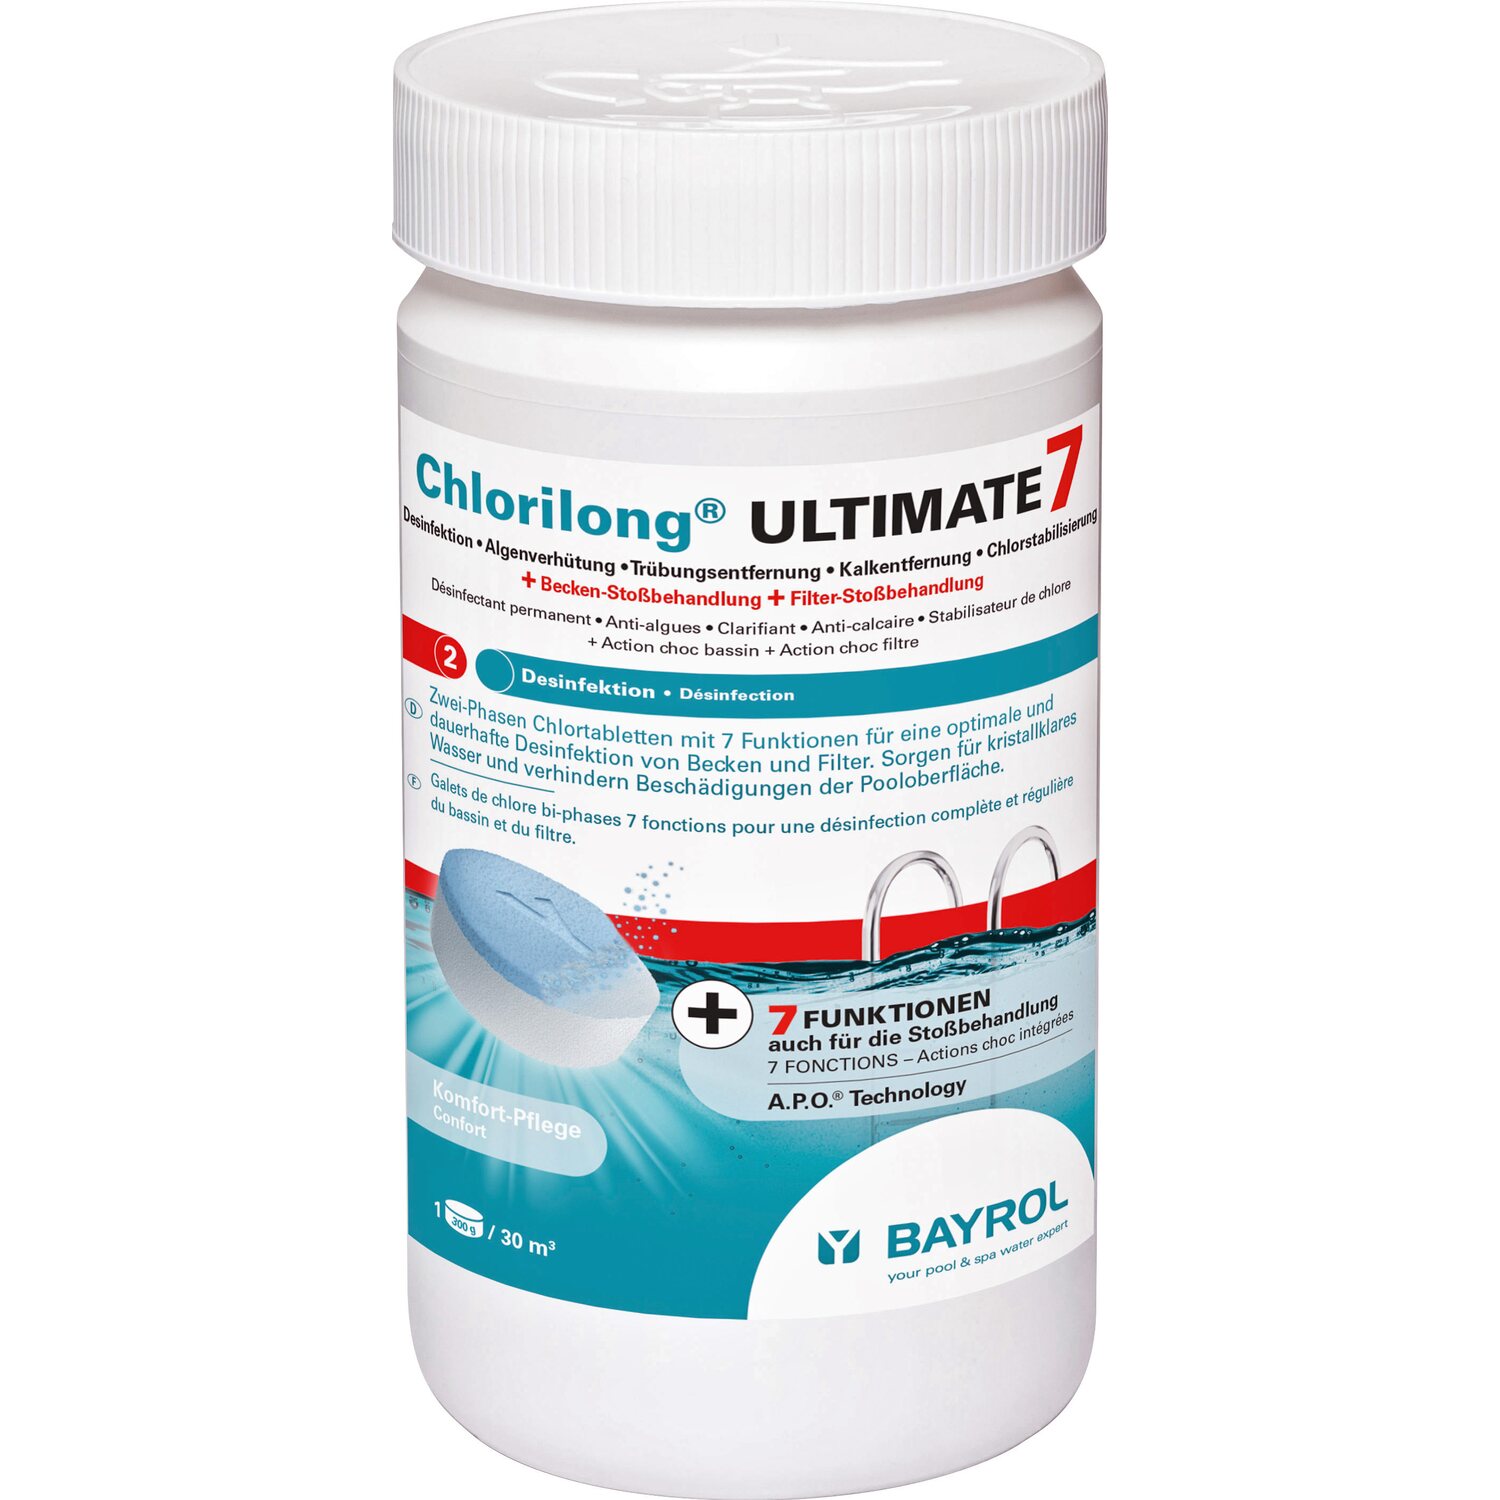 Chlorilong® ULTIMATE 7
Desinfektion • Algenverhütung • Trübungsentfernung • Kalkentfernung • Chlorstabilisierung
+ Becken-Stoßbehandlung + Filter-Stoßbehandlung
Désinfectant permanent • Anti-algues • Clarifiant • Anti-calcaire • Stabilisateur de chlore
+ Action choc bassin + Action choc filtre
2 Desinfektion • Désinfection
D Zwei-Phasen Chlortabletten mit 7 Funktionen für eine optimale und
dauerhafte Desinfektion von Becken und Filter. Sorgen für kristallklares
Wasser und verhindern Beschädigungen der Pooloberfläche.
F Galets de chlore bi-phases 7 fonctions pour une désinfection complète et régulière
du bassin et du filtre.
+ 7 FUNKTIONEN
auch für die Stoßbehandlung
7 FONCTIONS – Actions choc intégrées
A.P.O.® Technology
Komfort-Pflege
Confort
1 300 g / 30 m³
BAYROL
your pool & spa water expert